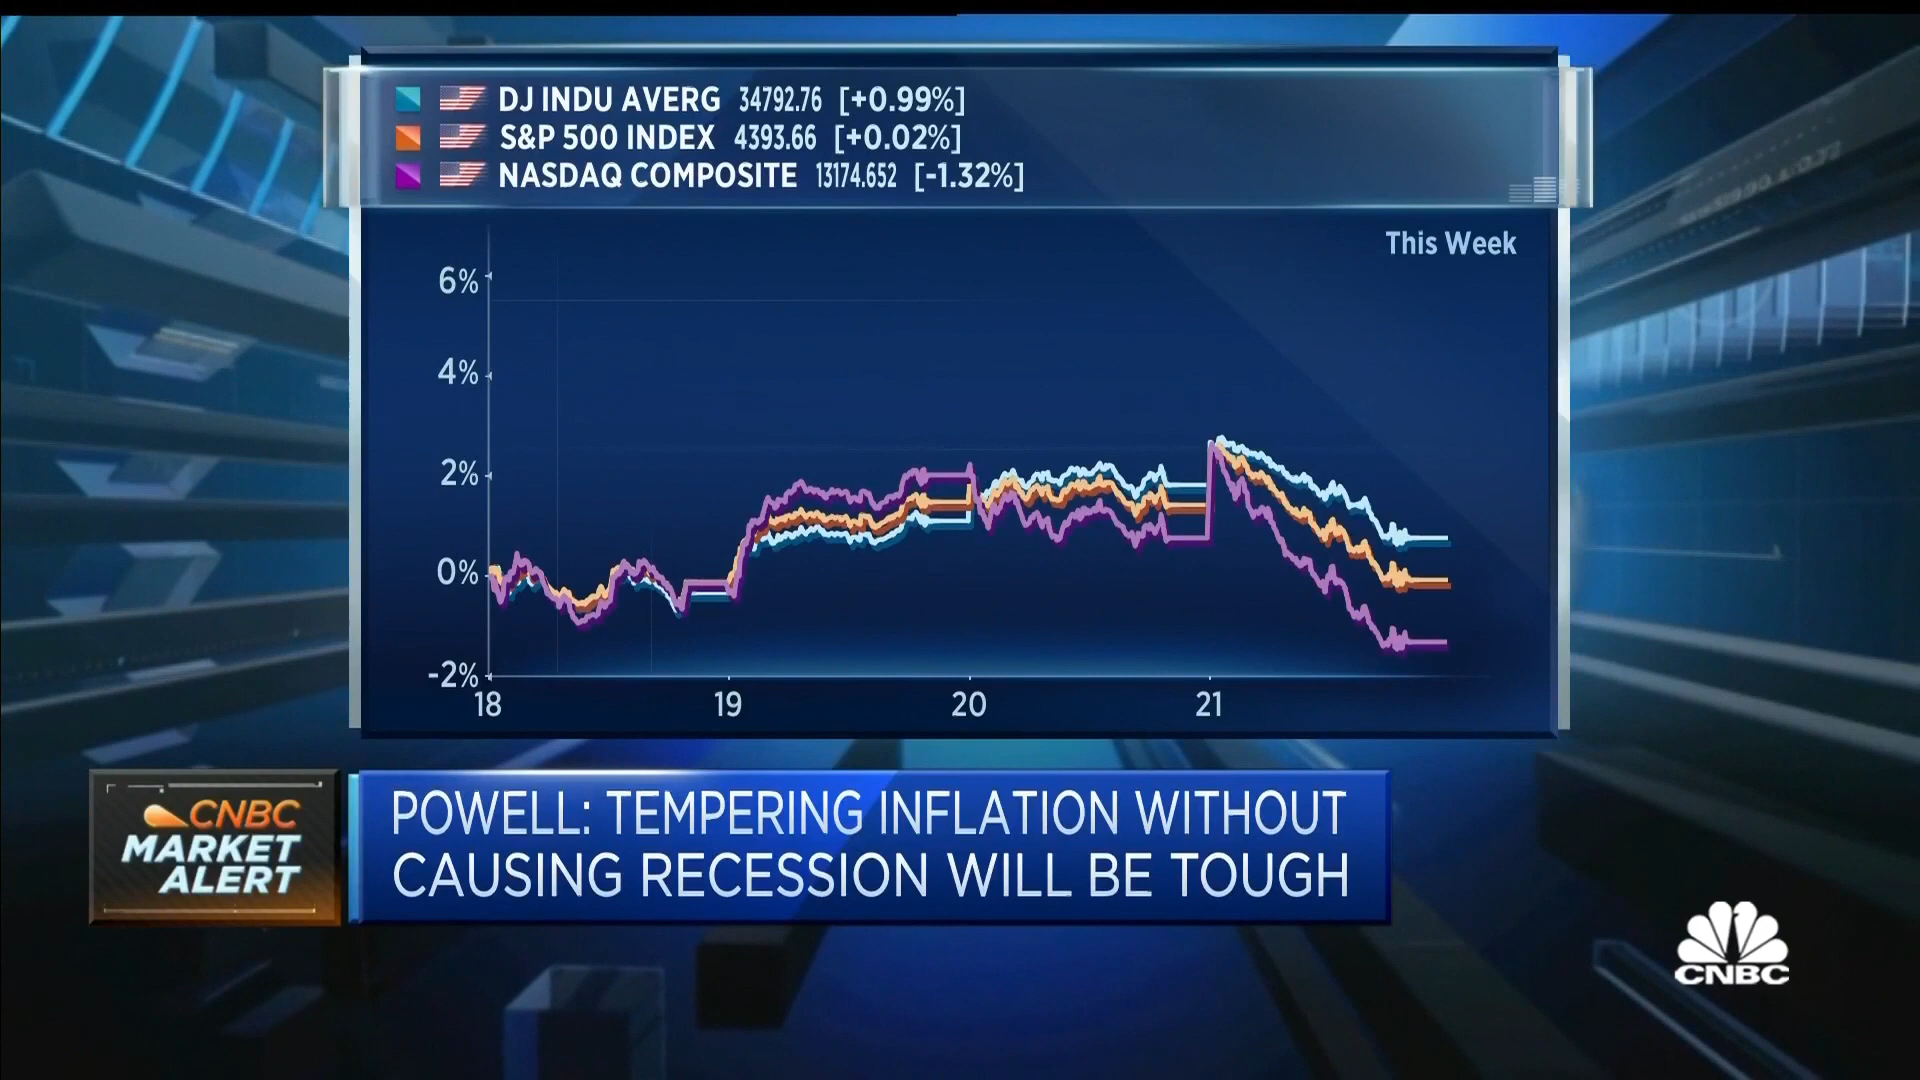 DJ INDU AVERG 34792.76 [+0.99%]
S&P 500 INDEX 4393.66 [+0.02%]
NASDAQ COMPOSITE 13174.652 [-1.32%]
This Week
6%
4%
2%
0%
-2%
18 19 20 21
CNBC
MARKET
ALERT
POWELL: TEMPERING INFLATION WITHOUT
CAUSING RECESSION WILL BE TOUGH
CNBC